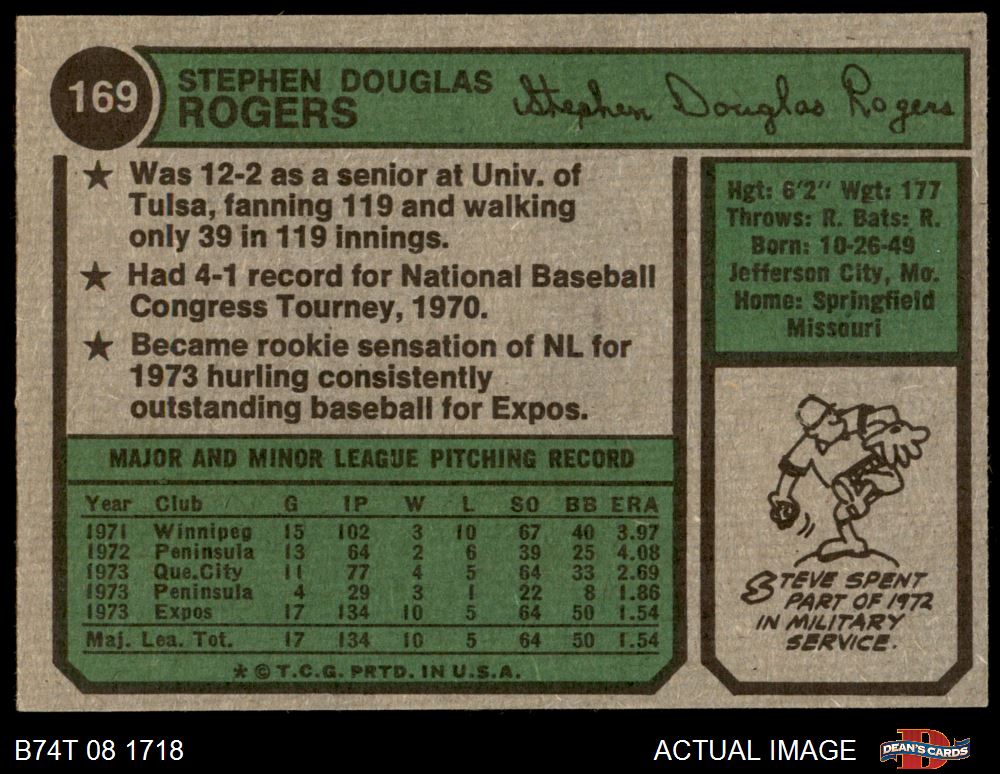 169
STEPHEN DOUGLAS
ROGERS
Stephen Douglas Rogers
★ Was 12-2 as a senior at Univ. of
Tulsa, fanning 119 and walking
only 39 in 119 innings.
★ Had 4-1 record for National Baseball
Congress Tourney, 1970.
★ Became rookie sensation of NL for
1973 hurling consistently
outstanding baseball for Expos.
Hgt: 6'2" Wgt: 177
Throws: R. Bats: R.
Born: 10-26-49
Jefferson City, Mo.
Home: Springfield
Missouri
MAJOR AND MINOR LEAGUE PITCHING RECORD
Year Club G IP W L SO BB ERA
1971 Winnipeg 15 102 3 10 67 40 3.97
1972 Peninsula 13 64 2 6 39 25 4.08
1973 Que.City 11 77 4 5 64 33 2.69
1973 Peninsula 4 29 3 1 22 8 1.86
1973 Expos 17 134 10 5 64 50 1.54
Maj. Lea. Tot. 17 134 10 5 64 50 1.54
* © T.C.G. PRTD. IN U.S.A.
STEVE SPENT
PART OF 1972
IN MILITARY
SERVICE.
B74T 08 1718
ACTUAL IMAGE
DEAN'S CARDS